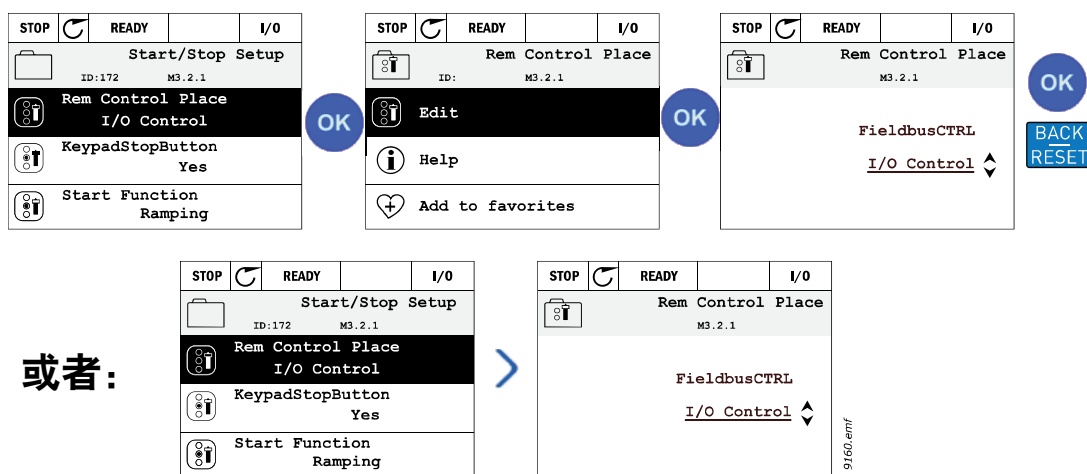 STOP READY I/O
Start/Stop Setup
ID:172 M3.2.1
Rem Control Place
I/O Control
KeypadStopButton
Yes
Start Function
Ramping
OK
STOP READY I/O
Rem Control Place
ID: M3.2.1
Edit
Help
Add to favorites
OK
STOP READY I/O
Rem Control Place
M3.2.1
FieldbusCTRL
I/O Control
OK
BACK
RESET
或者:
STOP READY I/O
Start/Stop Setup
ID:172 M3.2.1
Rem Control Place
I/O Control
KeypadStopButton
Yes
Start Function
Ramping
STOP READY I/O
Rem Control Place
M3.2.1
FieldbusCTRL
I/O Control
9160.emf